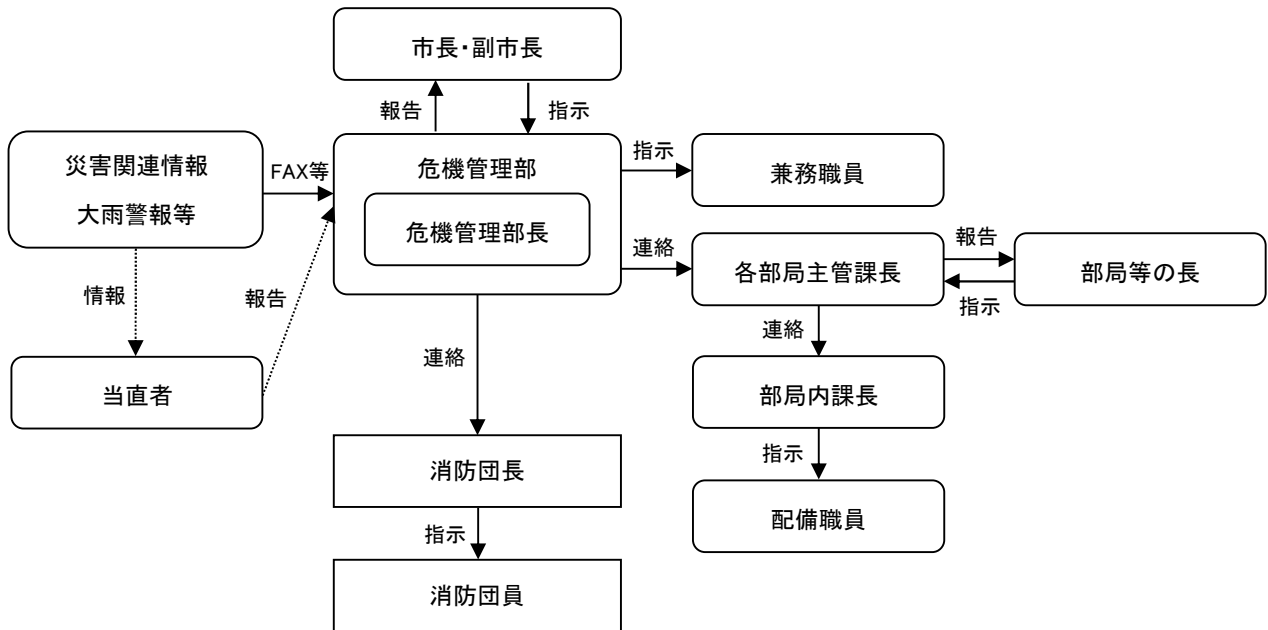 市長・副市長
報告
指示
災害関連情報
大雨警報等
FAX等
危機管理部
危機管理部長
指示
兼務職員
連絡
各部局主管課長
報告
指示
部局等の長
情報
報告
当直者
連絡
連絡
部局内課長
指示
配備職員
消防団長
指示
消防団員